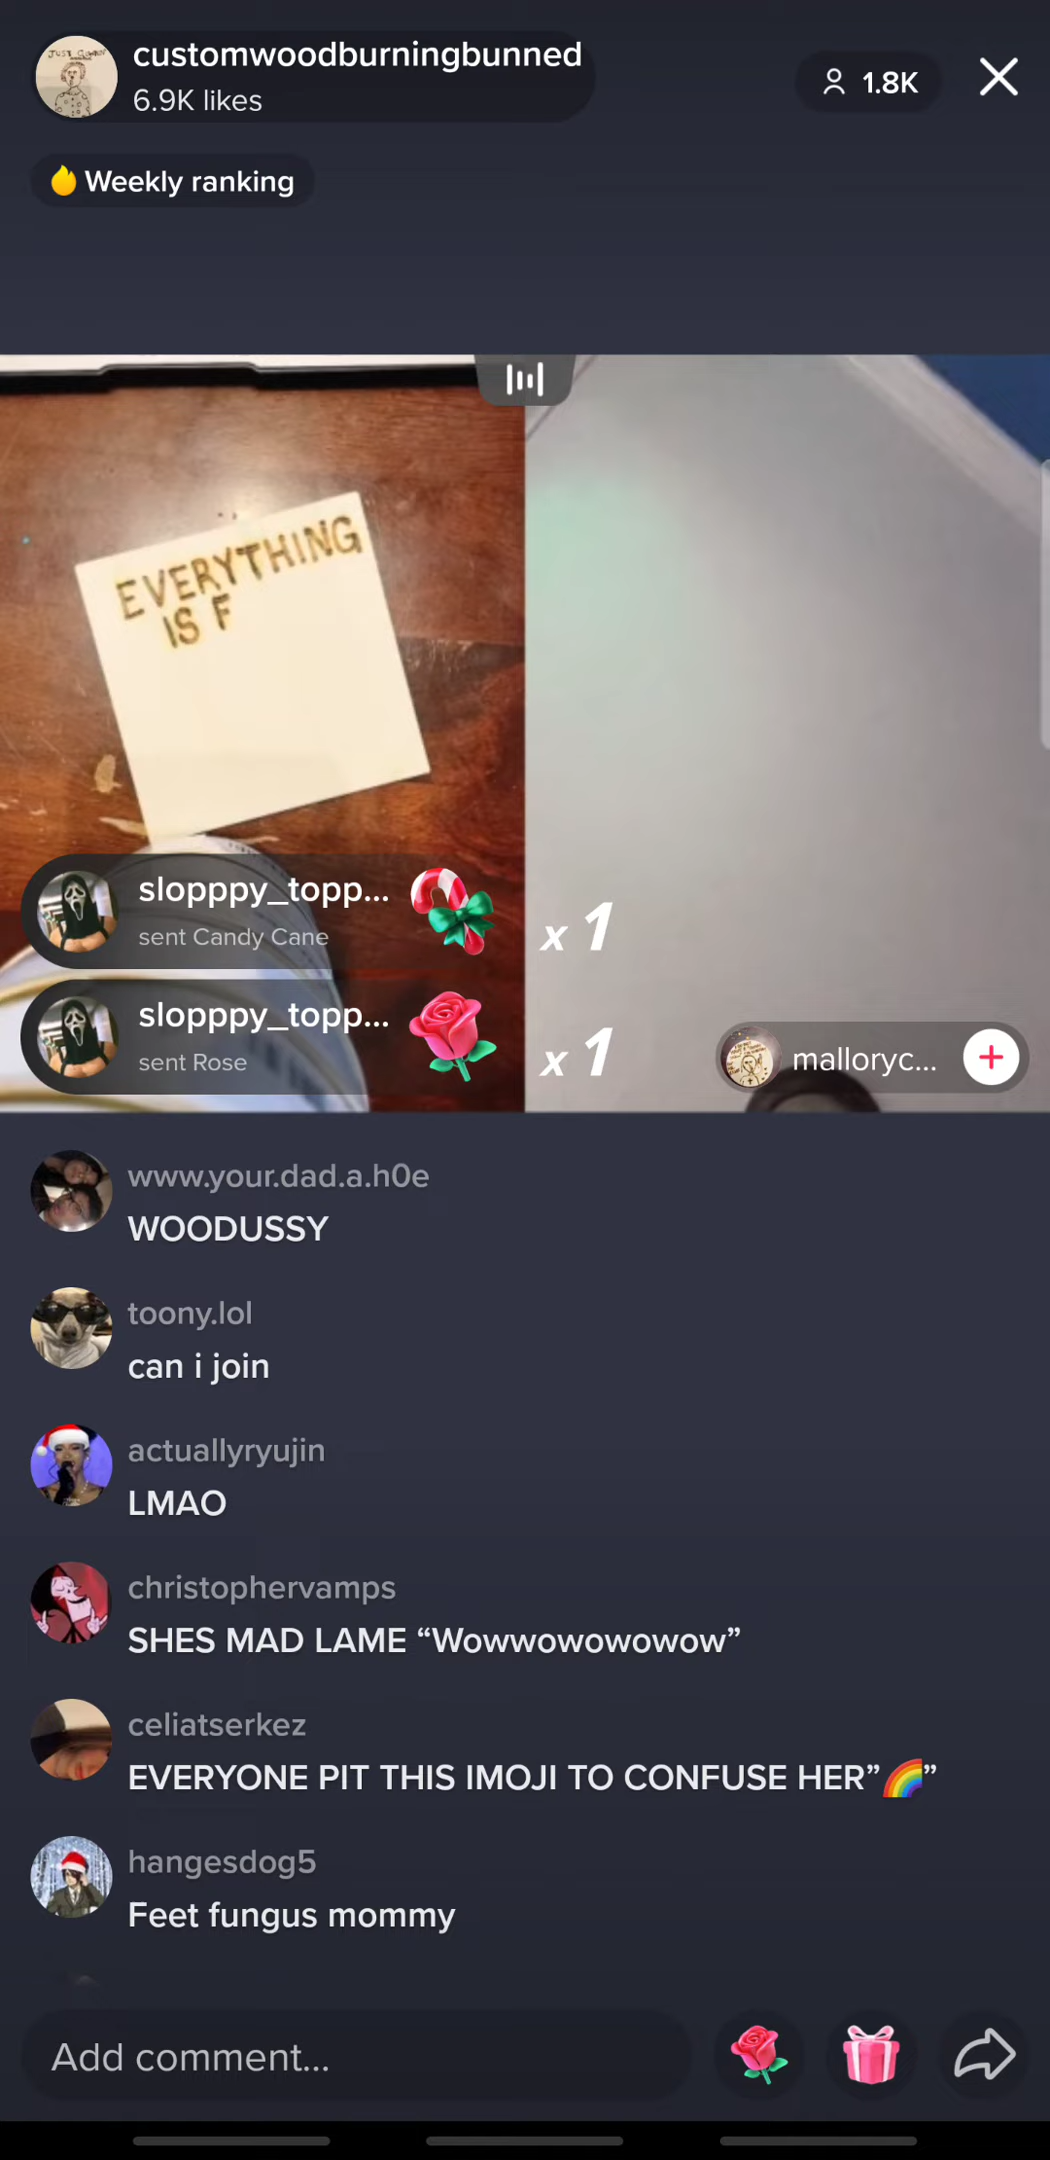 JUST GOWNY
customwoodburningbunned
6.9K likes
1.8K
Weekly ranking
EVERYTHING
IS F
slopppy_topp...
sent Candy Cane
x 1
slopppy_topp...
sent Rose
x 1
malloryc...
www.your.dad.a.h0e
WOODUSSY
toony.lol
can i join
actuallyryujin
LMAO
christophervamps
SHES MAD LAME “Wowwowowowow”
celiatserkez
EVERYONE PIT THIS IMOJI TO CONFUSE HER”🌈”
hangesdog5
Feet fungus mommy
Add comment...